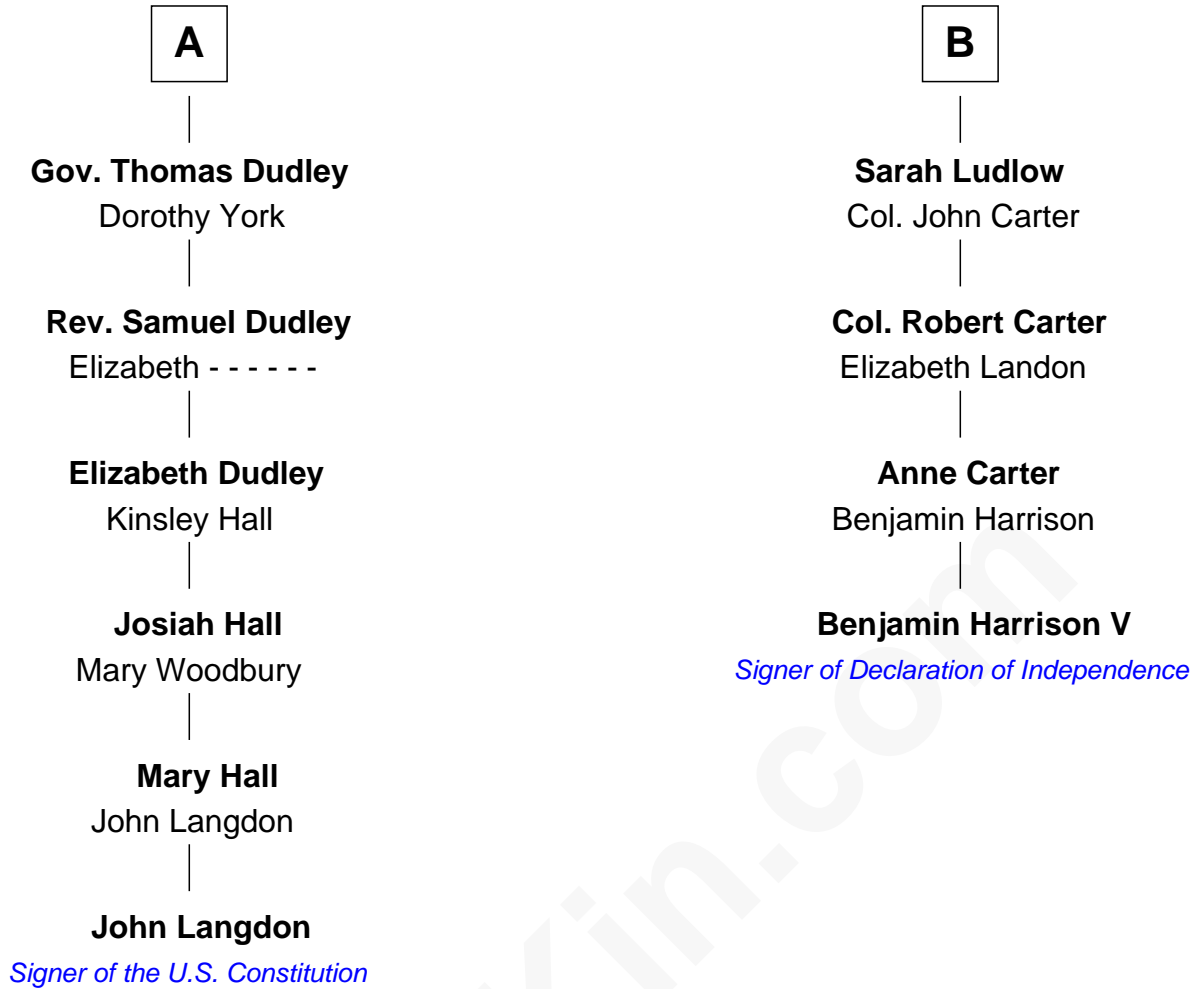 A
Gov. Thomas Dudley
Dorothy York
Rev. Samuel Dudley
Elizabeth - - - - - -
Elizabeth Dudley
Kinsley Hall
Josiah Hall
Mary Woodbury
Mary Hall
John Langdon
John Langdon
Signer of the U.S. Constitution
B
Sarah Ludlow
Col. John Carter
Col. Robert Carter
Elizabeth Landon
Anne Carter
Benjamin Harrison
Benjamin Harrison V
Signer of Declaration of Independence